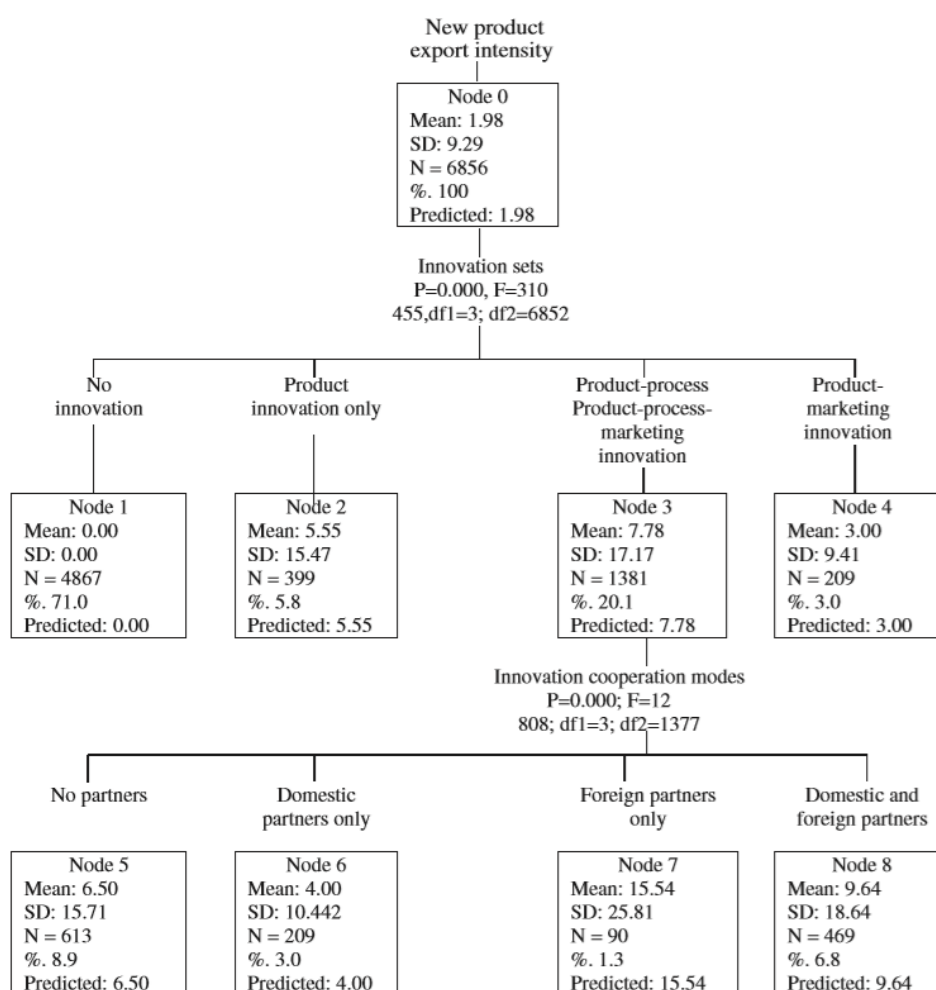 New product
export intensity
Node 0
Mean: 1.98
SD: 9.29
N = 6856
%. 100
Predicted: 1.98
Innovation sets
P=0.000, F=310
455,df1=3; df2=6852
No
innovation
Product
innovation only
Product-process
Product-process-
marketing
innovation
Product-
marketing
innovation
Node 1
Mean: 0.00
SD: 0.00
N = 4867
%. 71.0
Predicted: 0.00
Node 2
Mean: 5.55
SD: 15.47
N = 399
%. 5.8
Predicted: 5.55
Node 3
Mean: 7.78
SD: 17.17
N = 1381
%. 20.1
Predicted: 7.78
Node 4
Mean: 3.00
SD: 9.41
N = 209
%. 3.0
Predicted: 3.00
Innovation cooperation modes
P=0.000; F=12
808; df1=3; df2=1377
No partners
Domestic
partners only
Foreign partners
only
Domestic and
foreign partners
Node 5
Mean: 6.50
SD: 15.71
N = 613
%. 8.9
Predicted: 6.50
Node 6
Mean: 4.00
SD: 10.442
N = 209
%. 3.0
Predicted: 4.00
Node 7
Mean: 15.54
SD: 25.81
N = 90
%. 1.3
Predicted: 15.54
Node 8
Mean: 9.64
SD: 18.64
N = 469
%. 6.8
Predicted: 9.64